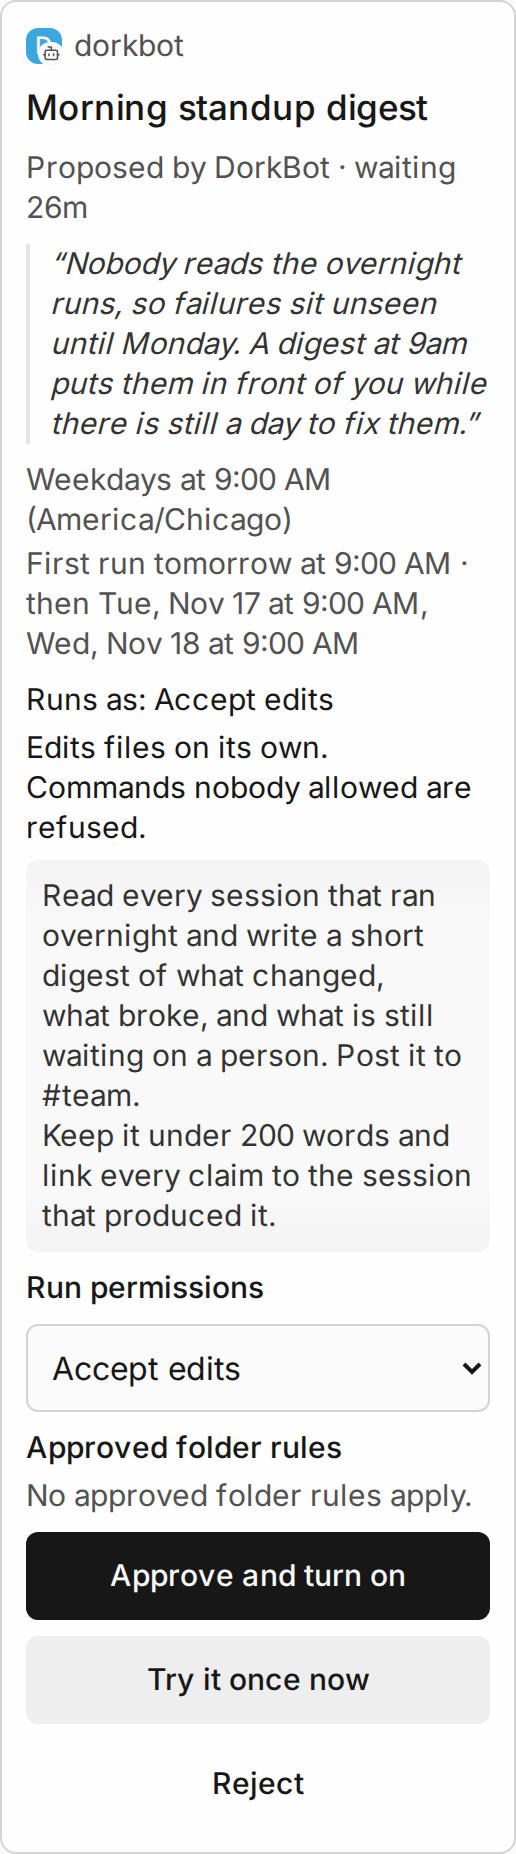 dorkbot
Morning standup digest
Proposed by DorkBot · waiting
26m
“Nobody reads the overnight
runs, so failures sit unseen
until Monday. A digest at 9am
puts them in front of you while
there is still a day to fix them.”
Weekdays at 9:00 AM
(America/Chicago)
First run tomorrow at 9:00 AM ·
then Tue, Nov 17 at 9:00 AM,
Wed, Nov 18 at 9:00 AM
Runs as: Accept edits
Edits files on its own.
Commands nobody allowed are
refused.
Read every session that ran
overnight and write a short
digest of what changed,
what broke, and what is still
waiting on a person. Post it to
#team.
Keep it under 200 words and
link every claim to the session
that produced it.
Run permissions
Accept edits
Approved folder rules
No approved folder rules apply.
Approve and turn on
Try it once now
Reject